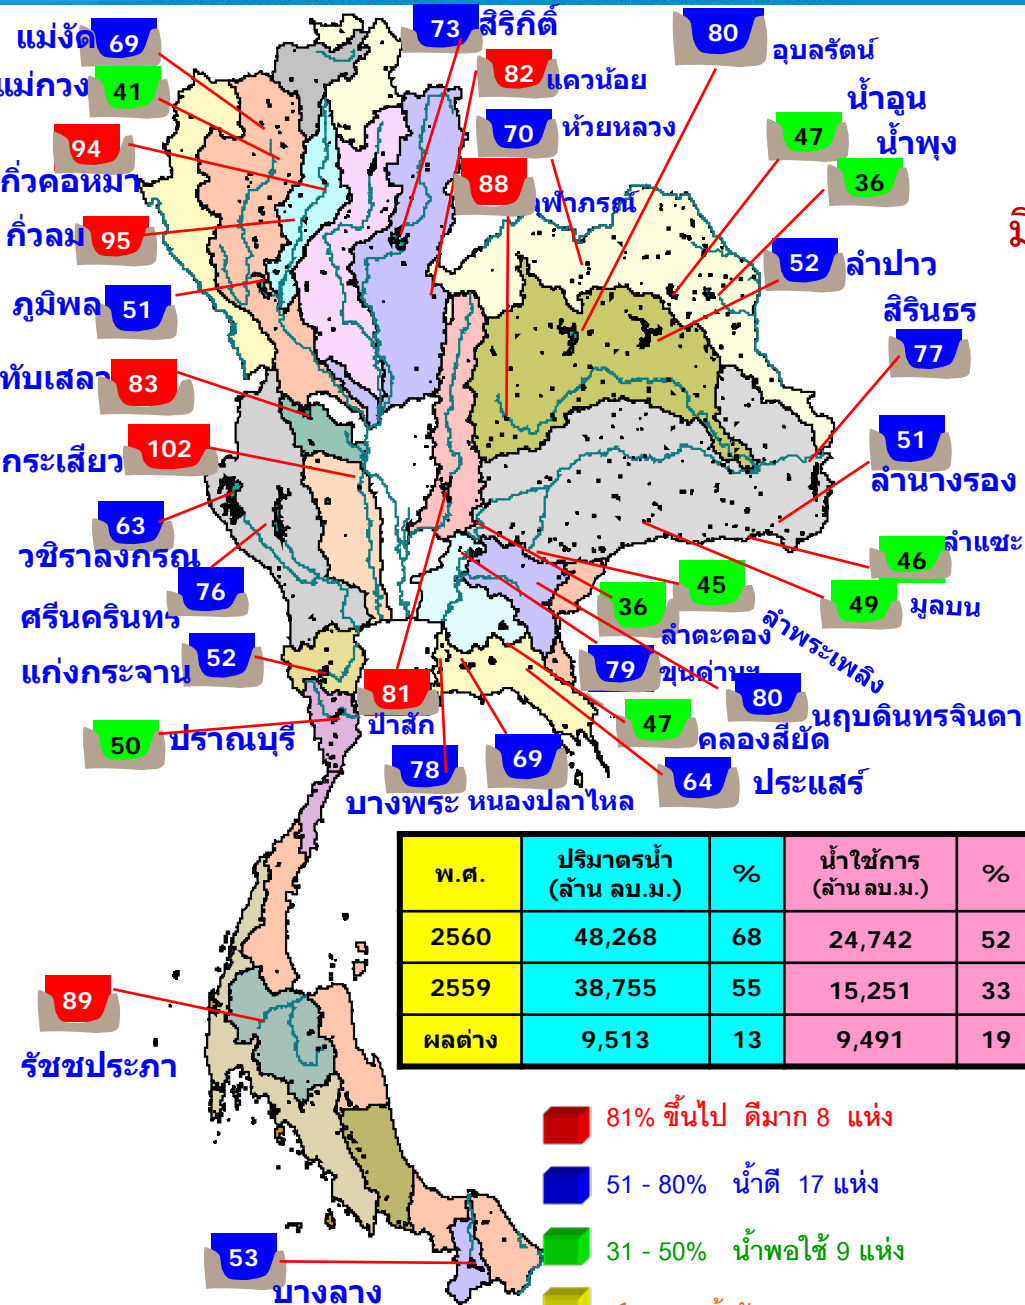 แม่งัด 69
73 สิริกิติ์
80 อุบลรัตน์
แม่กวง 41
82 แควน้อย
70 ห้วยหลวง
น้ำอูน 47
น้ำพุง 36
94
กิ่วคอหมา
88 ฬาภรณ์
กิ่วลม 95
52 ลำปาว
ภูมิพล 51
สิรินธร
77
ทับเสลา 83
กระเสียว 102
51
ลำนางรอง
63
วชิราลงกรณ
76
ศรีนครินทร์
46 ลำแซะ
49 มูลบน
45
ลำพระเพลิง
36
ลำตะคอง
79 ขุนด่านฯ
แก่งกระจาน 52
81
ป่าสัก
80 นฤบดินทรจินดา
50 ปราณบุรี
47 คลองสียัด
78
บางพระ
69
หนองปลาไหล
64 ประแสร์
พ.ศ. ปริมาตรน้ำ (ล้าน ลบ.ม.) % น้ำใช้การ (ล้าน ลบ.ม.) %
2560 48,268 68 24,742 52
2559 38,755 55 15,251 33
ผลต่าง 9,513 13 9,491 19
89
รัชชประภา
81% ขึ้นไป ดีมาก 8 แห่ง
51 - 80% น้ำดี 17 แห่ง
31 - 50% น้ำพอใช้ 9 แห่ง
53
บางลาง